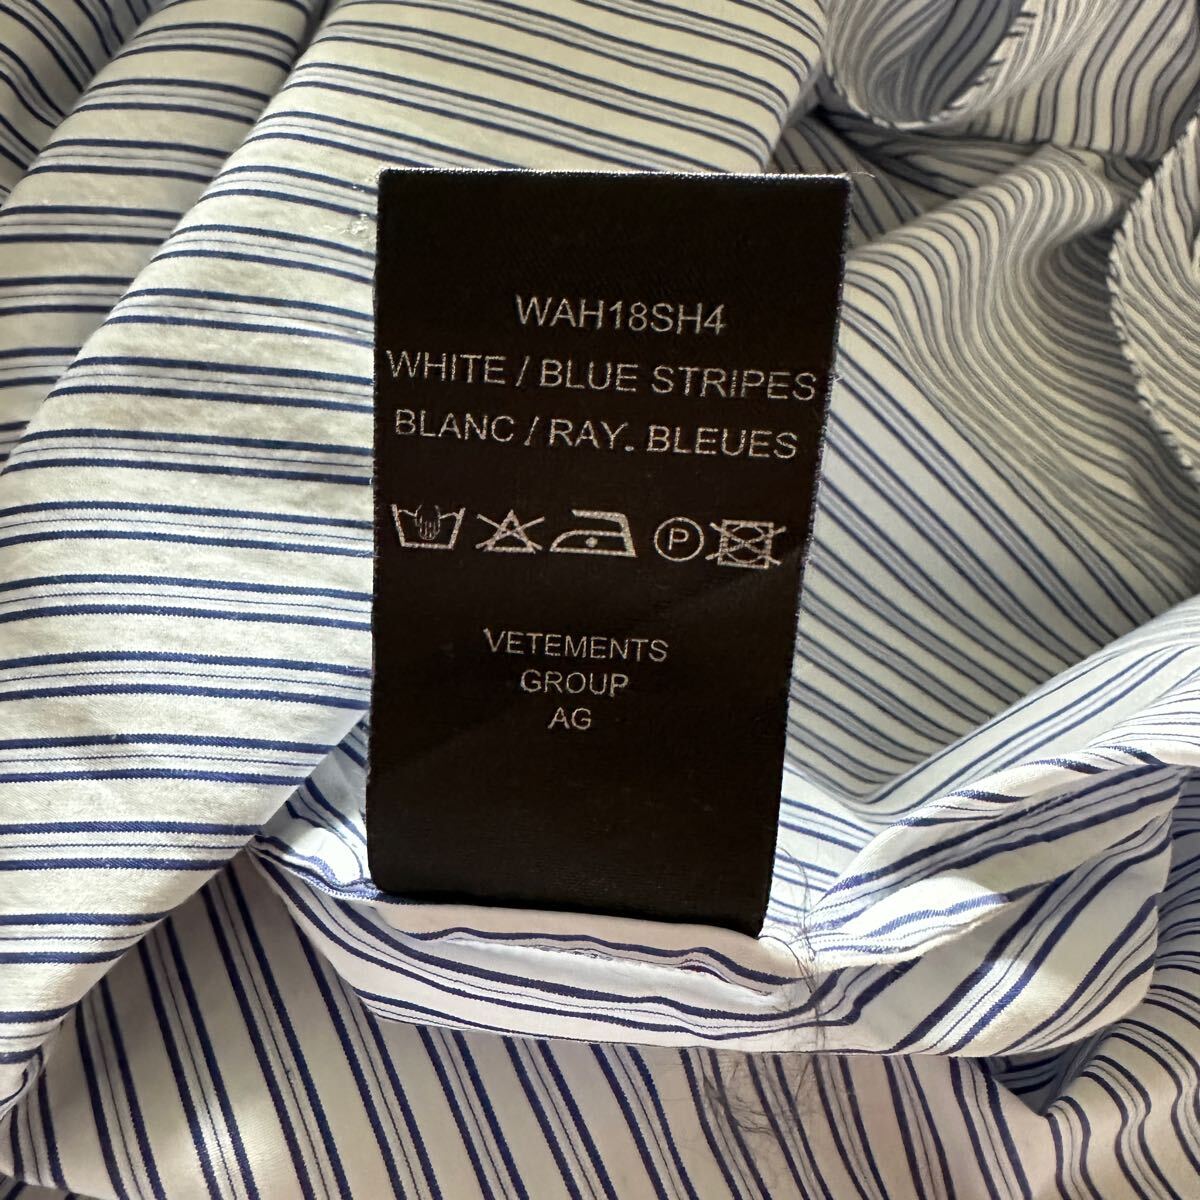 WAH18SH4
WHITE / BLUE STRIPES
BLANC / RAY. BLEUES
P
VETEMENTS
GROUP
AG